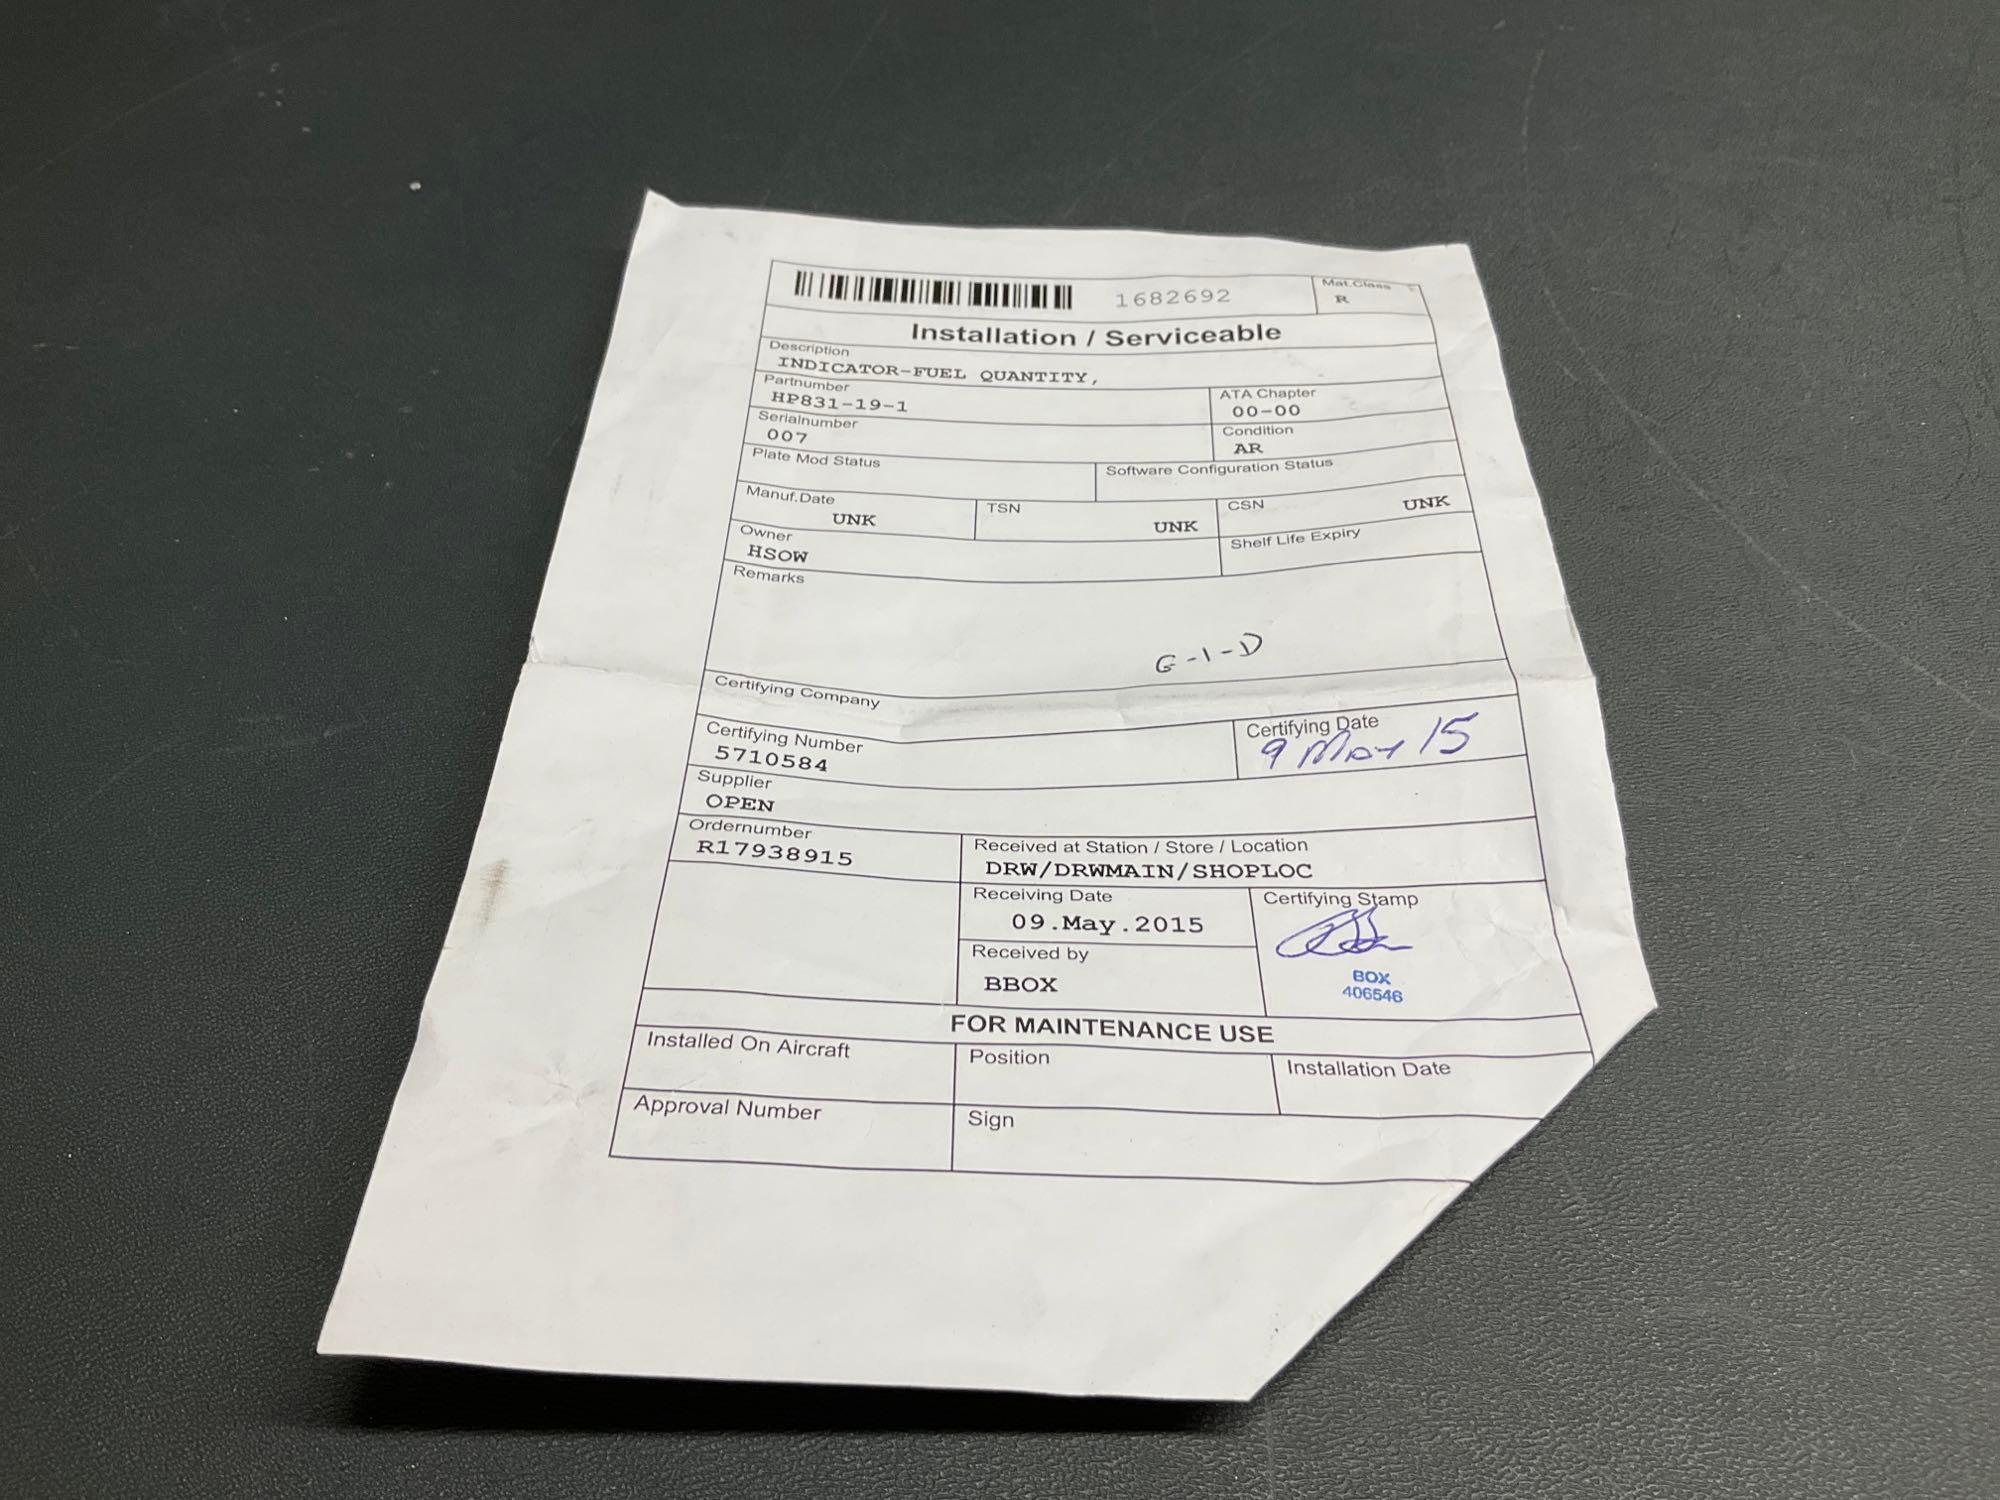 1682692
Mat.Class
R
Installation / Serviceable
Description
INDICATOR-FUEL QUANTITY,
Partnumber
HP831-19-1
ATA Chapter
00-00
Serialnumber
007
Condition
AR
Plate Mod Status
Software Configuration Status
Manuf.Date
UNK
TSN
UNK
CSN
UNK
Owner
HSOW
Shelf Life Expiry
Remarks
G-1-D
Certifying Company
Certifying Number
5710584
Certifying Date
9 May 15
Supplier
OPEN
Ordernumber
R17938915
Received at Station / Store / Location
DRW/DRWMAIN/SHOPLOC
Receiving Date
09.May.2015
Certifying Stamp
Received by
BBOX
BOX
406546
FOR MAINTENANCE USE
Installed On Aircraft
Position
Installation Date
Approval Number
Sign